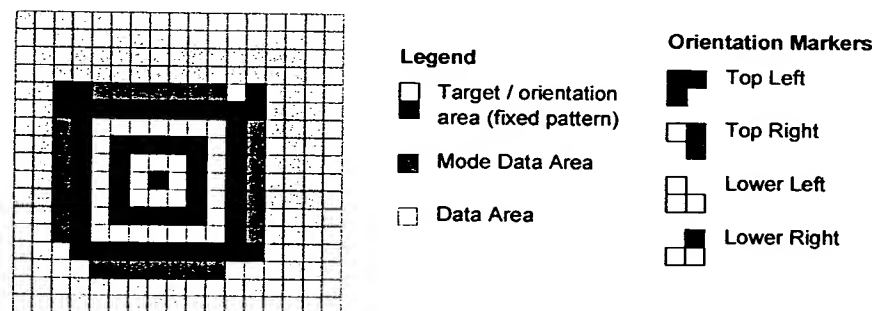 Legend
Target / orientation
area (fixed pattern)
Mode Data Area
Data Area
Orientation Markers
Top Left
Top Right
Lower Left
Lower Right